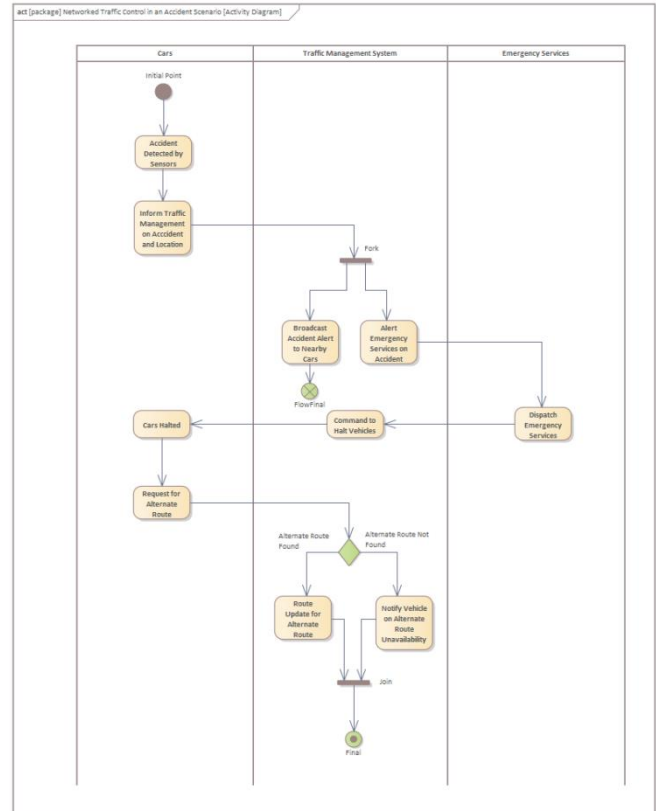 act [package] Networked Traffic Control in an Accident Scenario [Activity Diagram]
Cars
Traffic Management System
Emergency Services
Initial Point
Accident
Detected by
Sensors
Inform Traffic
Management
on Acccident
and Location
Fork
Broadcast
Accident Alert
to Nearby
Cars
Alert
Emergency
Services on
Accident
FlowFinal
Cars Halted
Command to
Halt Vehicles
Dispatch
Emergency
Services
Request for
Alternate
Route
Alternate Route
Found
Alternate Route Not
Found
Route
Update for
Alternate
Route
Notify Vehicle
on Alternate
Route
Unavailability
Join
Final